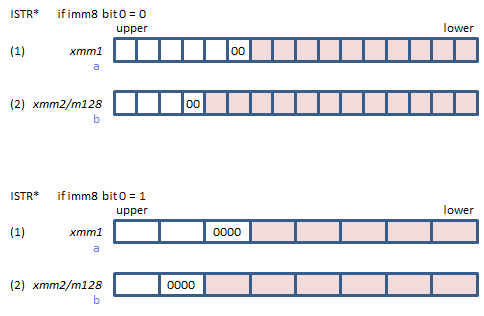 ISTR* if imm8 bit 0 = 0
upper lower
(1) xmm1 00
a
(2) xmm2/m128 00
b
ISTR* if imm8 bit 0 = 1
upper lower
(1) xmm1 0000
a
(2) xmm2/m128 0000
b